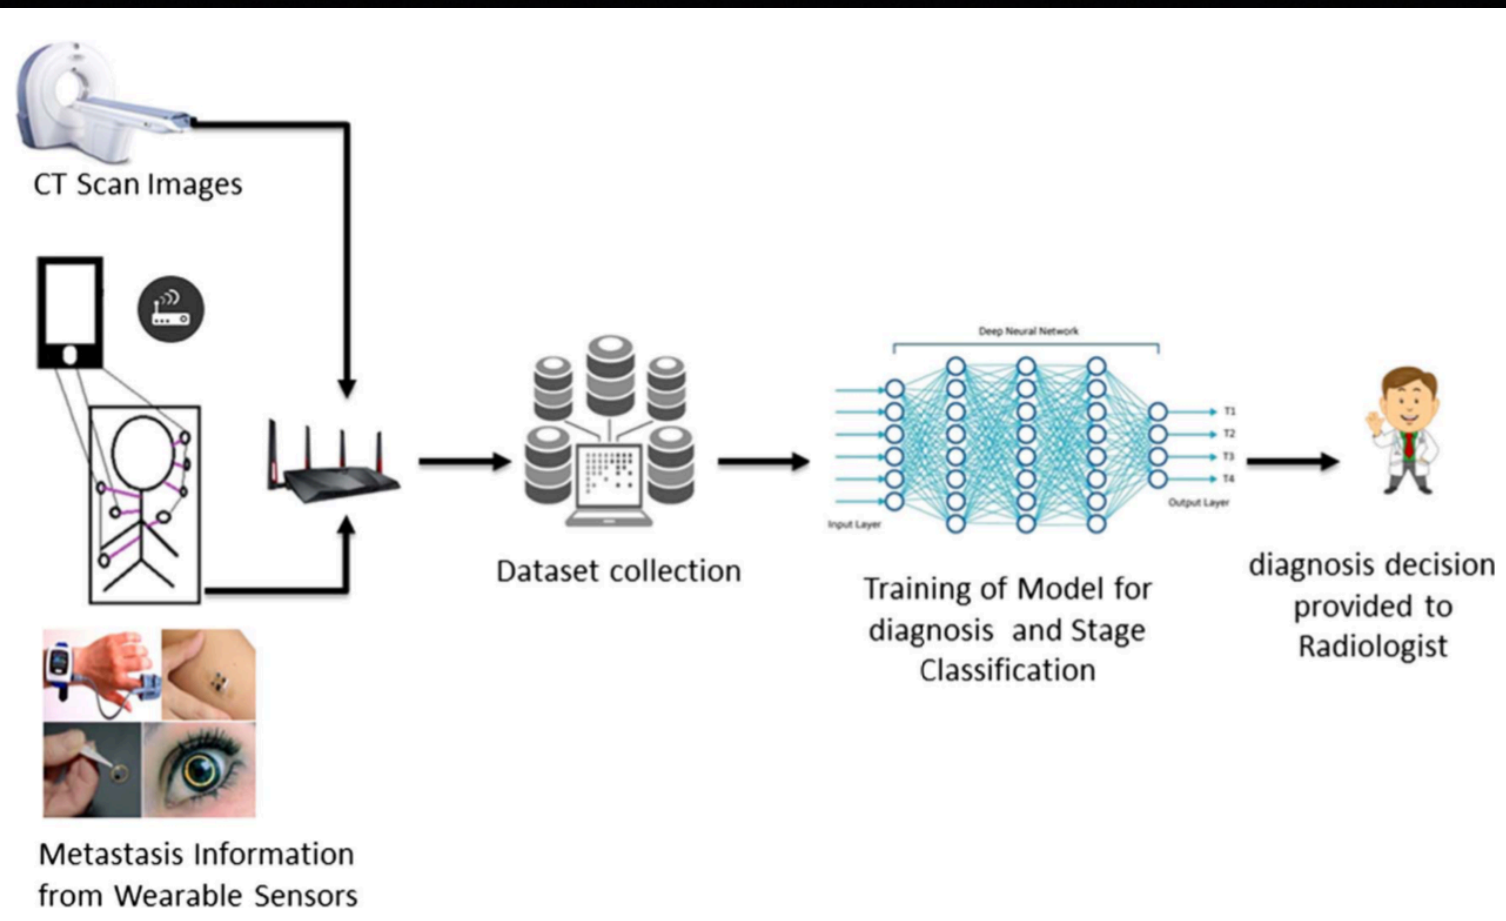 CT Scan Images
Metastasis Information
from Wearable Sensors
Dataset collection
Deep Neural Network
Input Layer
T1
T2
T3
T4
Output Layer
Training of Model for
diagnosis and Stage
Classification
diagnosis decision
provided to
Radiologist